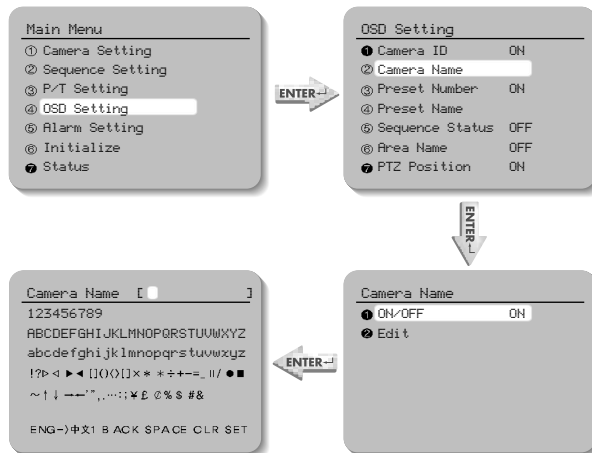 Main Menu
① Camera Setting
② Sequence Setting
③ P/T Setting
④ OSD Setting
⑤ Alarm Setting
⑥ Initialize
❼ Status
ENTER↵
OSD Setting
❶ Camera ID ON
② Camera Name
③ Preset Number ON
④ Preset Name
⑤ Sequence Status OFF
⑥ Area Name OFF
❼ PTZ Position ON
ENTER↵
Camera Name
❶ ON/OFF ON
❷ Edit
ENTER↵
Camera Name [ ]
123456789
ABCDEFGHIJKLMNOPQRSTUVWXYZ
abcdefghijklmnopqrstuvwxyz
!?▷◁ ▶◀ []()⟨⟩[]×* *÷+-=_ II/ ●■
~↑↓ →←'",.…:;¥£ ∅%$ #&
ENG-⟩中文1 B ACK SPACE CLR SET